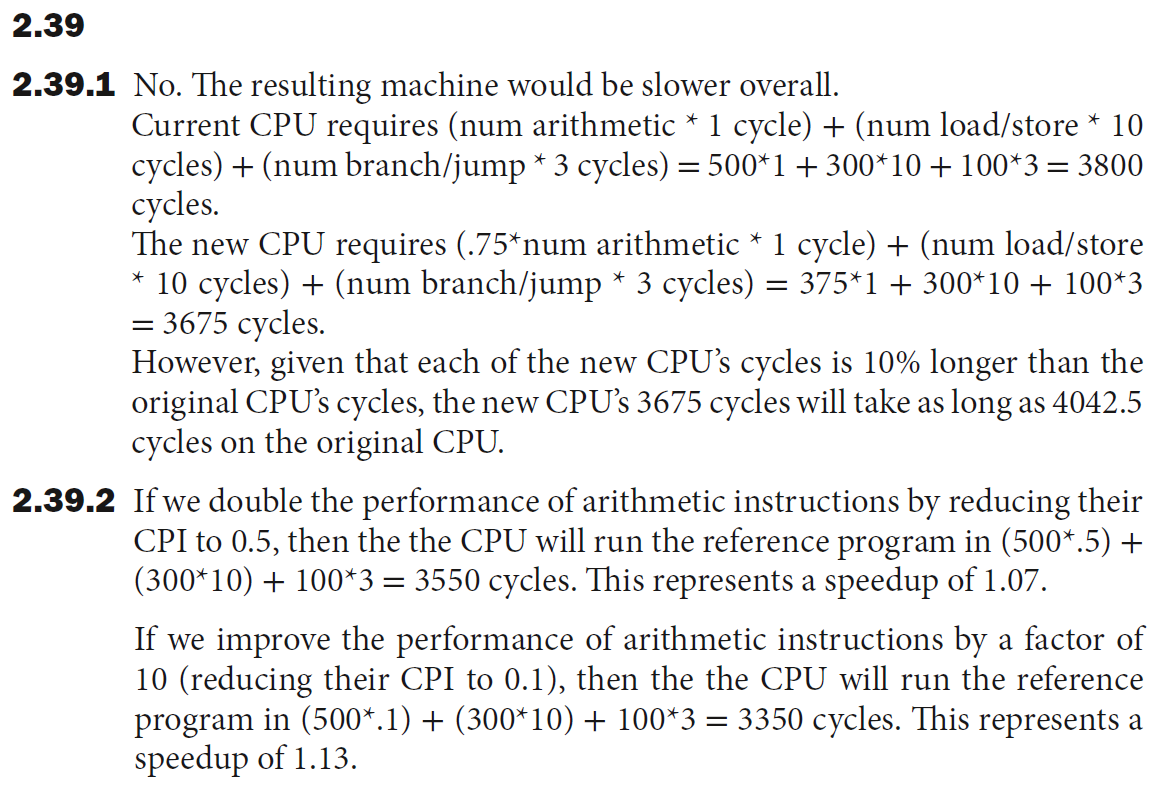 2.39
2.39.1 No. The resulting machine would be slower overall.
Current CPU requires (num arithmetic * 1 cycle) + (num load/store * 10
cycles) + (num branch/jump * 3 cycles) = 500*1 + 300*10 + 100*3 = 3800
cycles.
The new CPU requires (.75*num arithmetic * 1 cycle) + (num load/store
* 10 cycles) + (num branch/jump * 3 cycles) = 375*1 + 300*10 + 100*3
= 3675 cycles.
However, given that each of the new CPU’s cycles is 10% longer than the
original CPU’s cycles, the new CPU’s 3675 cycles will take as long as 4042.5
cycles on the original CPU.
2.39.2 If we double the performance of arithmetic instructions by reducing their
CPI to 0.5, then the the CPU will run the reference program in (500*.5) +
(300*10) + 100*3 = 3550 cycles. This represents a speedup of 1.07.
If we improve the performance of arithmetic instructions by a factor of
10 (reducing their CPI to 0.1), then the the CPU will run the reference
program in (500*.1) + (300*10) + 100*3 = 3350 cycles. This represents a
speedup of 1.13.